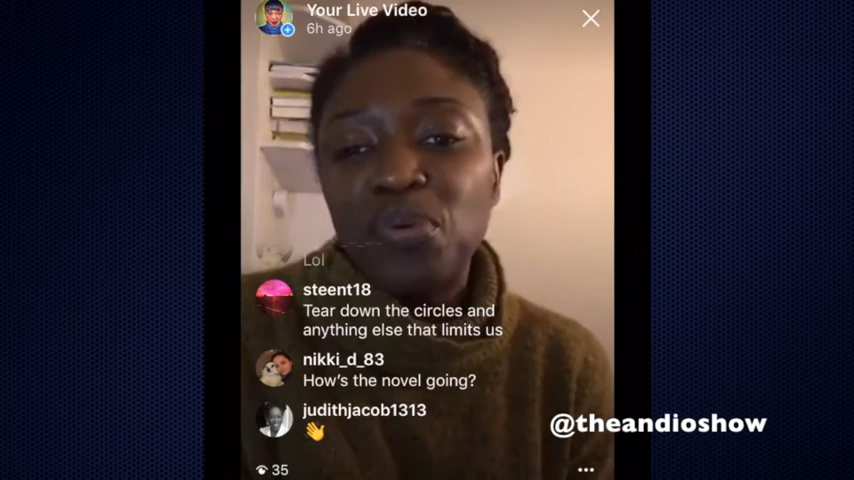 Your Live Video
6h ago
Lol
steent18
Tear down the circles and
anything else that limits us
nikki_d_83
How's the novel going?
judithjacob1313
👋
@theandioshow
35